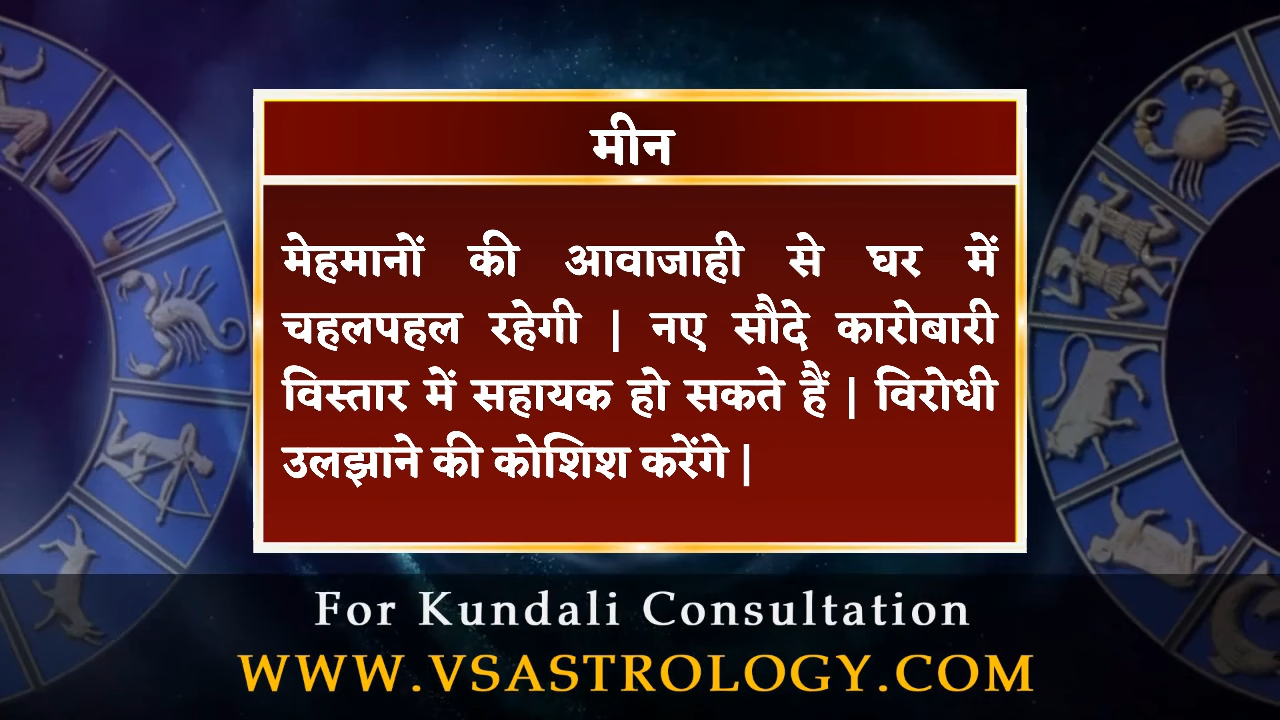 मीन
मेहमानों की आवाजाही से घर में
चहलपहल रहेगी | नए सौदे कारोबारी
विस्तार में सहायक हो सकते हैं | विरोधी
उलझाने की कोशिश करेंगे |
For Kundali Consultation
WWW.VSASTROLOGY.COM